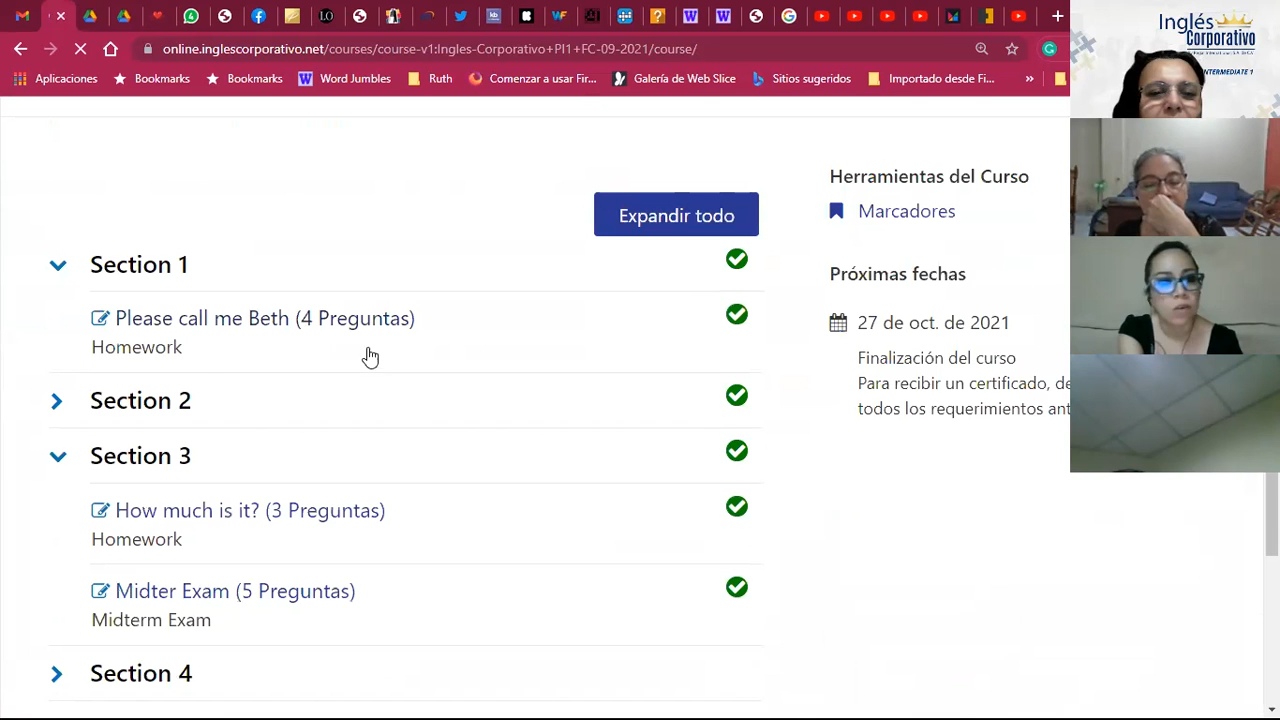 online.inglescorporativo.net/courses/course-v1:Ingles-Corporativo+PI1+FC-09-2021/course/
Aplicaciones
Bookmarks
Bookmarks
Word Jumbles
Ruth
Comenzar a usar Fir...
Galería de Web Slice
Sitios sugeridos
Importado desde Fi...
»
Inglés
Corporativo
INTERMEDIATE 1
Expandir todo
Section 1
Please call me Beth (4 Preguntas)
Homework
Section 2
Section 3
How much is it? (3 Preguntas)
Homework
Midter Exam (5 Preguntas)
Midterm Exam
Section 4
Herramientas del Curso
Marcadores
Próximas fechas
27 de oct. de 2021
Finalización del curso
Para recibir un certificado, de
todos los requerimientos ant